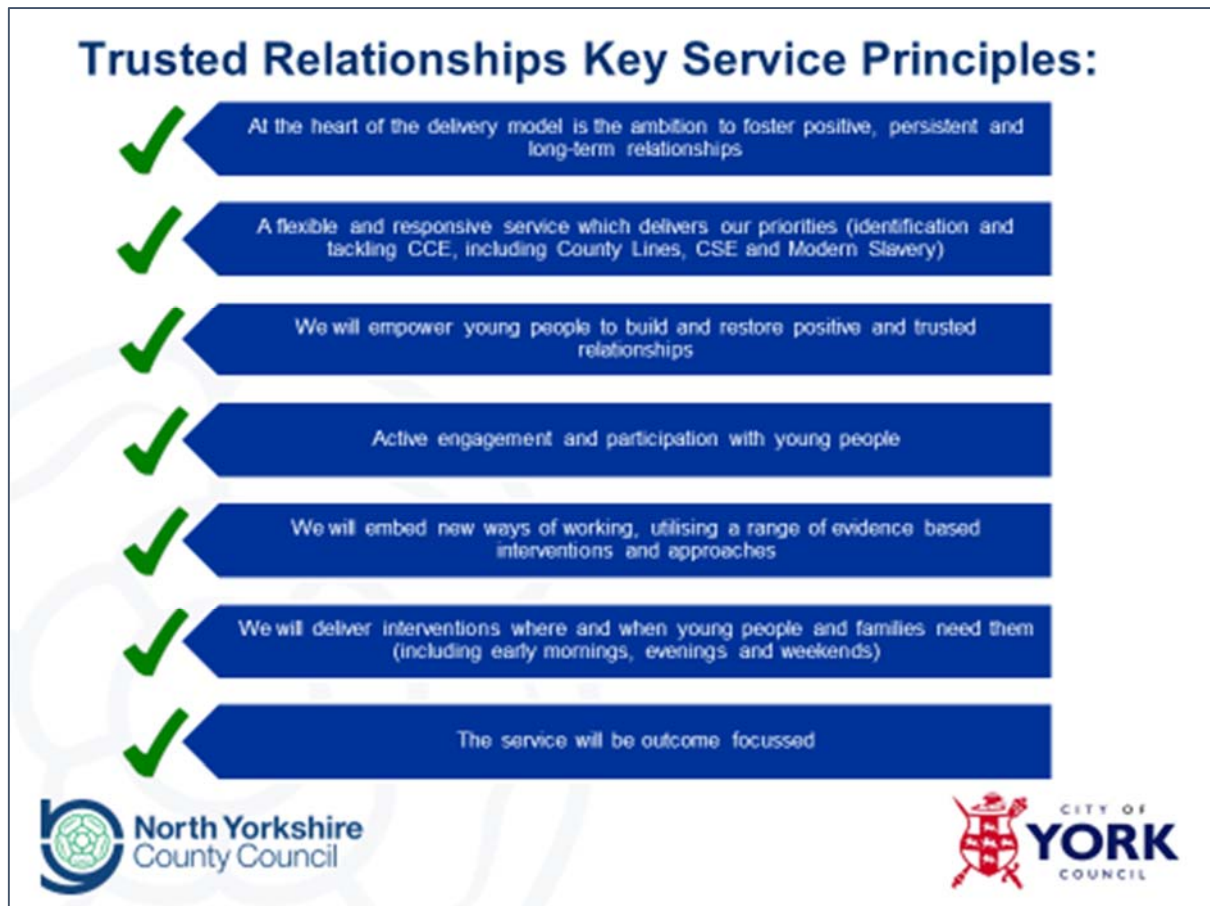 Trusted Relationships Key Service Principles:
At the heart of the delivery model is the ambition to foster positive, persistent and
long-term relationships
A flexible and responsive service which delivers our priorities (identification and
tackling CCE, including County Lines, CSE and Modern Slavery)
We will empower young people to build and restore positive and trusted
relationships
Active engagement and participation with young people
We will embed new ways of working, utilising a range of evidence based
interventions and approaches
We will deliver interventions where and when young people and families need them
(including early mornings, evenings and weekends)
The service will be outcome focussed
North Yorkshire
County Council
CITY OF
YORK
COUNCIL